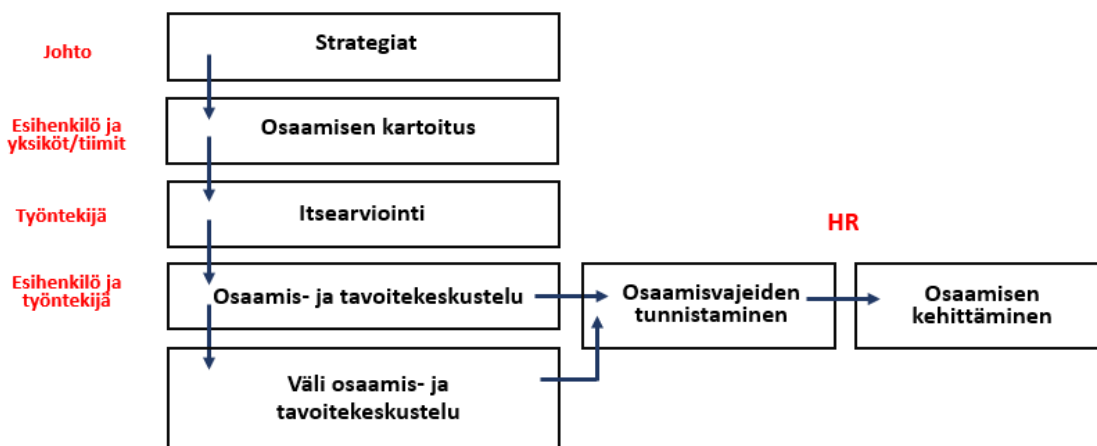 Johto
Strategiat
Esihenkilö ja
yksiköt/tiimit
Osaamisen kartoitus
Työntekijä
Itsearviointi
HR
Esihenkilö ja
työntekijä
Osaamis- ja tavoitekeskustelu
Osaamisvajeiden
tunnistaminen
Osaamisen
kehittäminen
Väli osaamis- ja
tavoitekeskustelu